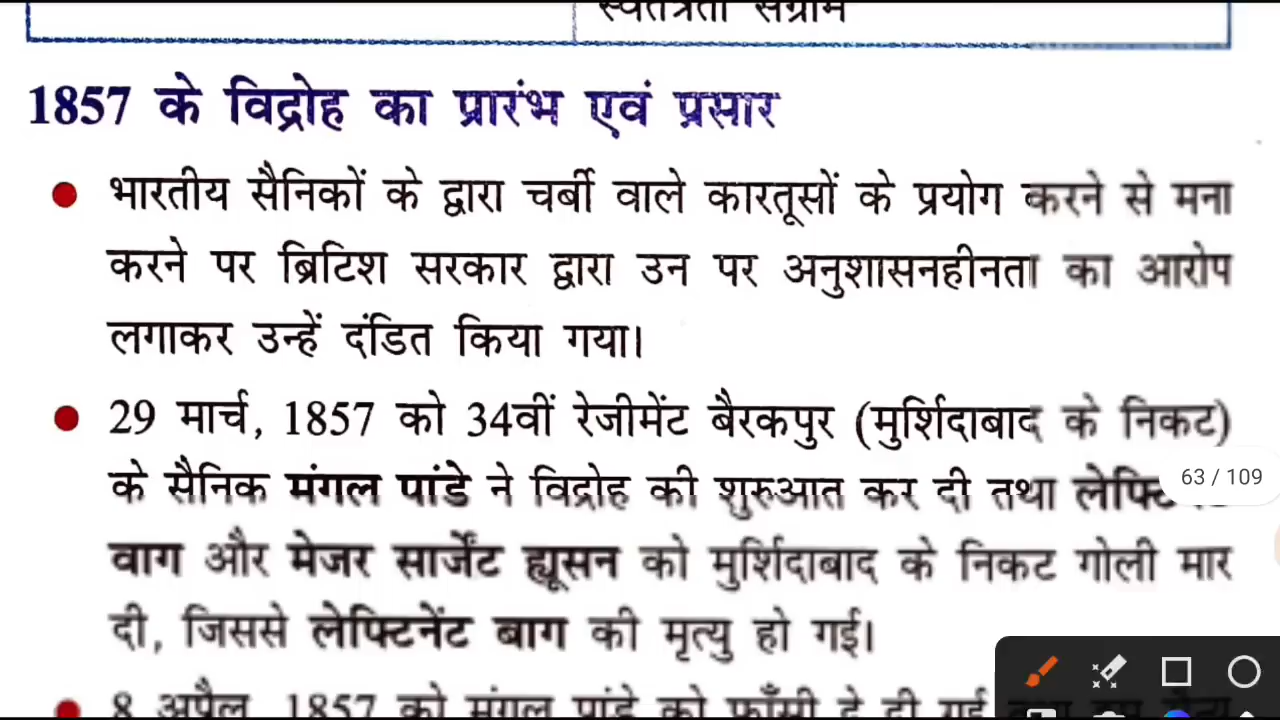 स्वतंत्रता संग्राम
1857 के विद्रोह का प्रारंभ एवं प्रसार
भारतीय सैनिकों के द्वारा चर्बी वाले कारतूसों के प्रयोग करने से मना
करने पर ब्रिटिश सरकार द्वारा उन पर अनुशासनहीनता का आरोप
लगाकर उन्हें दंडित किया गया।
29 मार्च, 1857 को 34वीं रेजीमेंट बैरकपुर (मुर्शिदाबाद के निकट)
63 / 109
के सैनिक मंगल पांडे ने विद्रोह की शुरुआत कर दी तथा
वाग और मेजर सार्जेंट ह्यूसन को मुर्शिदाबाद के निकट गोली मार
दी, जिससे लेफ्टिनेंट बाग की मृत्यु हो गई।
8 अप्रैल, 1857 को मंगल पांडे को फाँसी दे दी गई